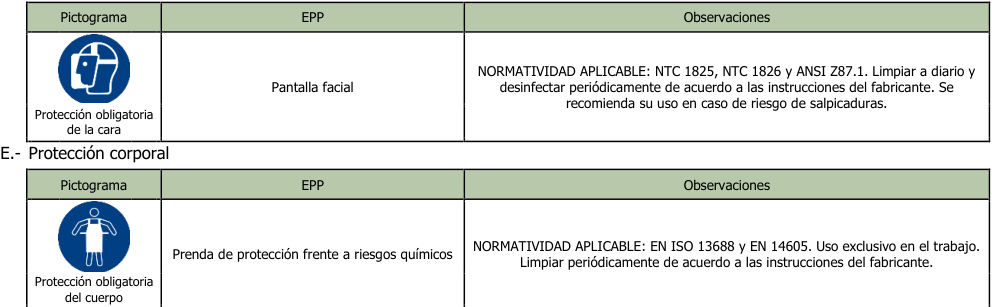 Pictograma EPP Observaciones
Protección obligatoria
de la cara
Pantalla facial
NORMATIVIDAD APLICABLE: NTC 1825, NTC 1826 y ANSI Z87.1. Limpiar a diario y
desinfectar periódicamente de acuerdo a las instrucciones del fabricante. Se
recomienda su uso en caso de riesgo de salpicaduras.
E.- Protección corporal
Pictograma EPP Observaciones
Protección obligatoria
del cuerpo
Prenda de protección frente a riesgos químicos
NORMATIVIDAD APLICABLE: EN ISO 13688 y EN 14605. Uso exclusivo en el trabajo.
Limpiar periódicamente de acuerdo a las instrucciones del fabricante.